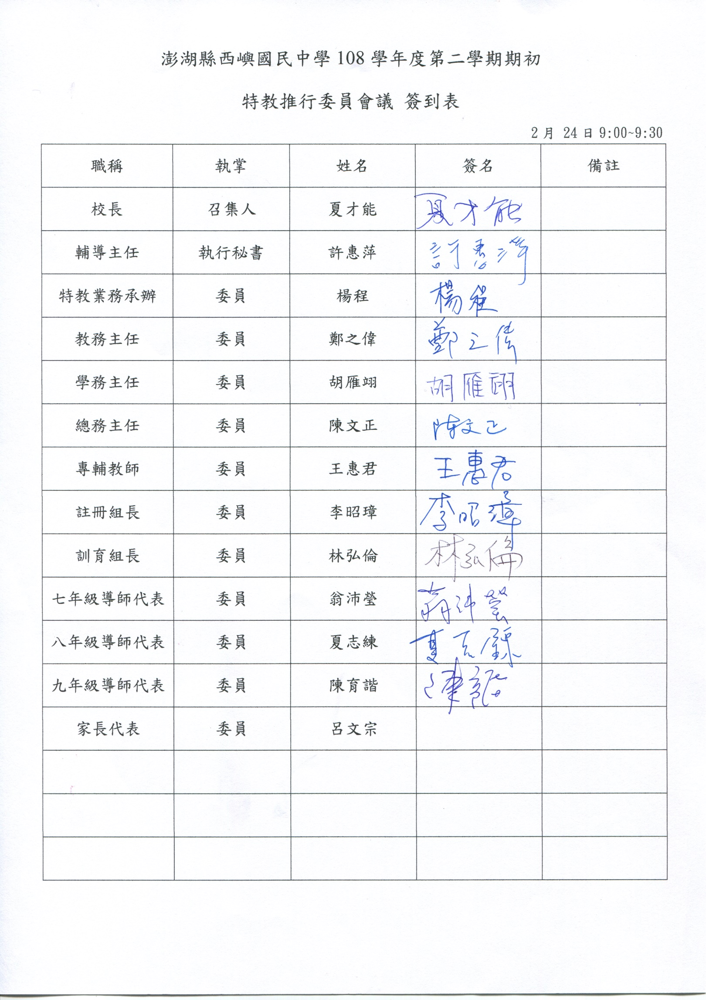 澎湖縣西嶼國民中學 108 學年度第二學期期初
特教推行委員會議 簽到表
2 月 24 日 9:00~9:30
職稱 執掌 姓名 簽名 備註
校長 召集人 夏才能 夏才能
輔導主任 執行秘書 許惠萍 許惠萍
特教業務承辦 委員 楊程 楊程
教務主任 委員 鄭之偉 鄭之偉
學務主任 委員 胡雁翊 胡雁翊
總務主任 委員 陳文正 陳文正
專輔教師 委員 王惠君 王惠君
註冊組長 委員 李昭璋 李昭璋
訓育組長 委員 林弘倫 林弘倫
七年級導師代表 委員 翁沛瑩 翁沛瑩
八年級導師代表 委員 夏志練 夏志練
九年級導師代表 委員 陳育諧 陳育諧
家長代表 委員 呂文宗